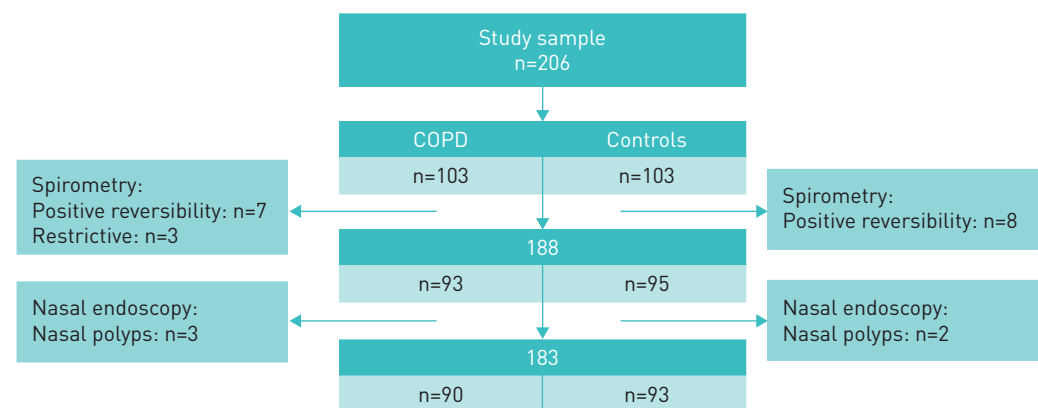 Study sample
n=206
COPD
Controls
n=103
n=103
Spirometry:
Positive reversibility: n=7
Restrictive: n=3
Spirometry:
Positive reversibility: n=8
188
n=93
n=95
Nasal endoscopy:
Nasal polyps: n=3
Nasal endoscopy:
Nasal polyps: n=2
183
n=90
n=93